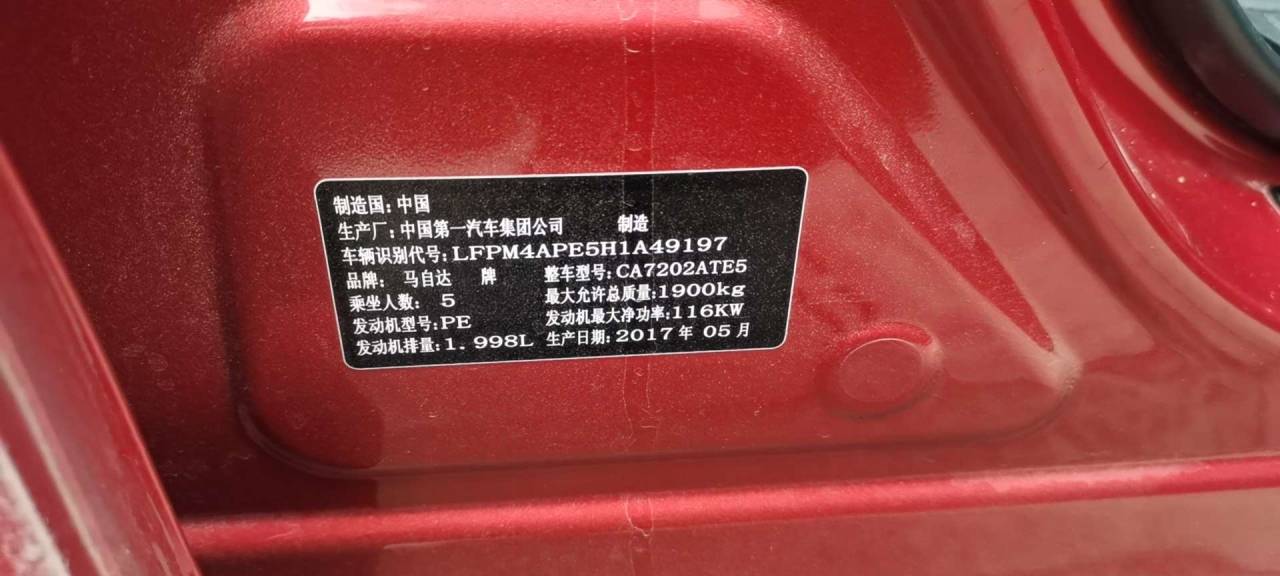 制造国：中国
生产厂：中国第一汽车集团公司 制造
车辆识别代号：LFPM4APE5H1A49197
品牌： 马自达 牌 整车型号：CA7202ATE5
乘坐人数： 5 最大允许总质量：1900kg
发动机型号：PE 发动机最大净功率：116KW
发动机排量：1. 998L 生产日期：2017 年 05 月